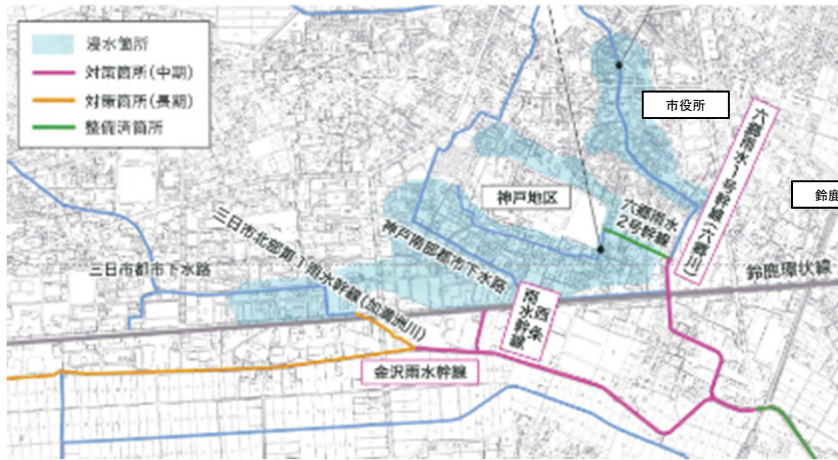 浸水箇所
対策箇所(中期)
対策箇所(長期)
整備済箇所
市役所
六郷雨水1号幹線(六郷川)
鈴鹿
神戸地区
六郷雨水
2号幹線
三日市北部第1雨水幹線(加茂洲川)
神戸南部都市下水路
三日市都市下水路
鈴鹿環状線
南西条
雨水幹線
金沢雨水幹線